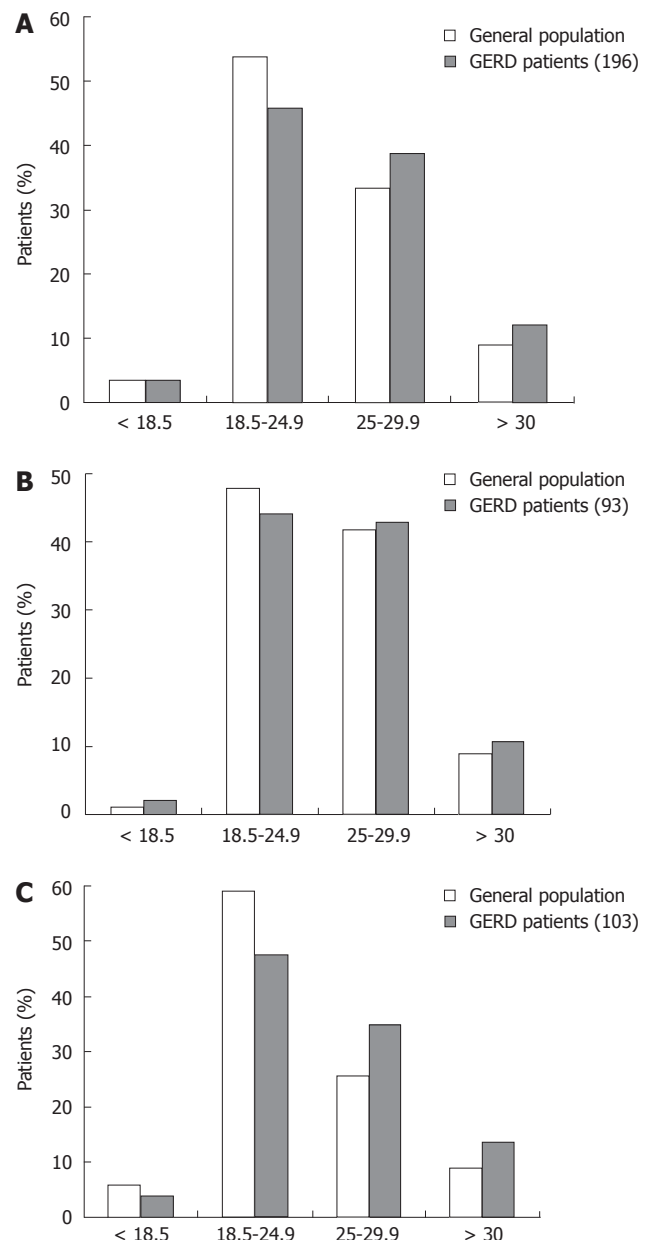 A
60
50
40
30
20
10
0
Patients (%)
General population
GERD patients (196)
< 18.5 18.5-24.9 25-29.9 > 30
B
50
40
30
20
10
0
Patients (%)
General population
GERD patients (93)
< 18.5 18.5-24.9 25-29.9 > 30
C
60
50
40
30
20
10
0
Patients (%)
General population
GERD patients (103)
< 18.5 18.5-24.9 25-29.9 > 30